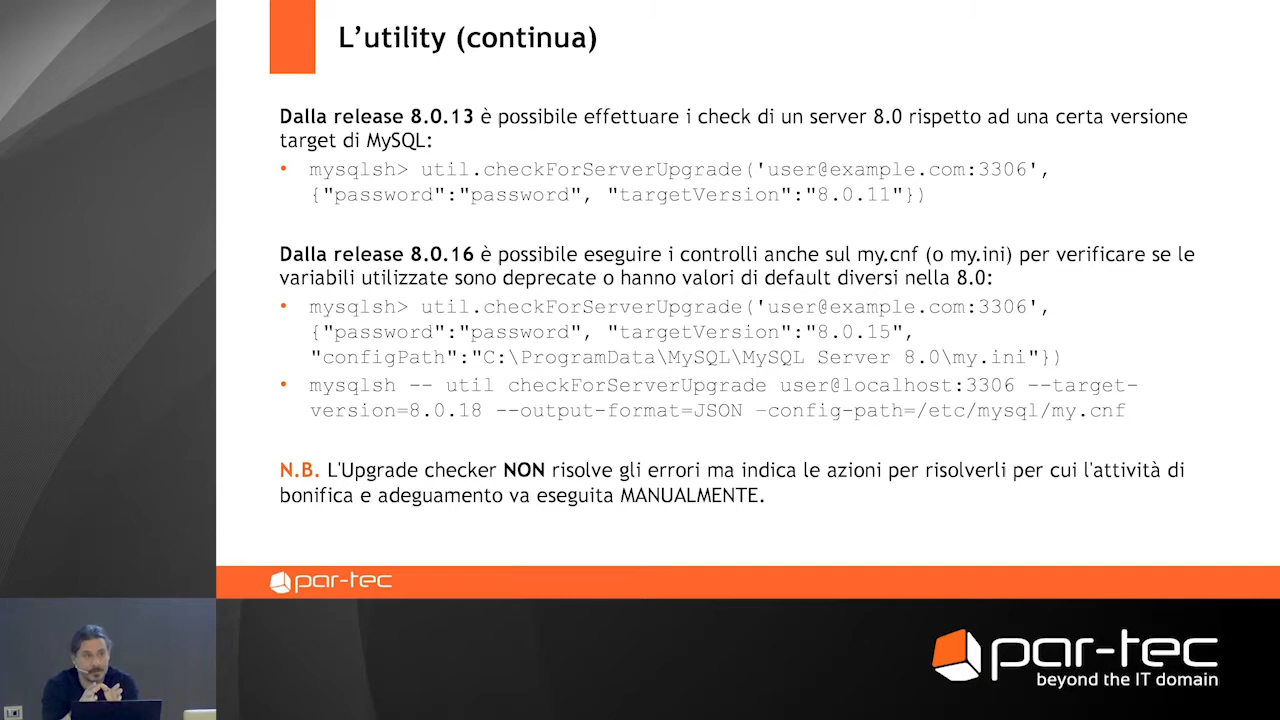 L’utility (continua)
Dalla release 8.0.13 è possibile effettuare i check di un server 8.0 rispetto ad una certa versione
target di MySQL:
• mysqlsh> util.checkForServerUpgrade('user@example.com:3306',
{"password":"password", "targetVersion":"8.0.11"})
Dalla release 8.0.16 è possibile eseguire i controlli anche sul my.cnf (o my.ini) per verificare se le
variabili utilizzate sono deprecate o hanno valori di default diversi nella 8.0:
• mysqlsh> util.checkForServerUpgrade('user@example.com:3306',
{"password":"password", "targetVersion":"8.0.15",
"configPath":"C:\ProgramData\MySQL\MySQL Server 8.0\my.ini"})
• mysqlsh -- util checkForServerUpgrade user@localhost:3306 --target-
version=8.0.18 --output-format=JSON –config-path=/etc/mysql/my.cnf
N.B. L'Upgrade checker NON risolve gli errori ma indica le azioni per risolverli per cui l'attività di
bonifica e adeguamento va eseguita MANUALMENTE.
par-tec
par-tec
beyond the IT domain